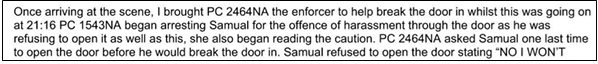 Once arriving at the scene, I brought PC 2464NA the enforcer to help break the door in whilst this was going on
at 21:16 PC 1543NA began arresting Samual for the offence of harassment through the door as he was
refusing to open it as well as this, she also began reading the caution. PC 2464NA asked Samual one last time
to open the door before he would break the door in. Samual refused to open the door stating “NO I WON’T